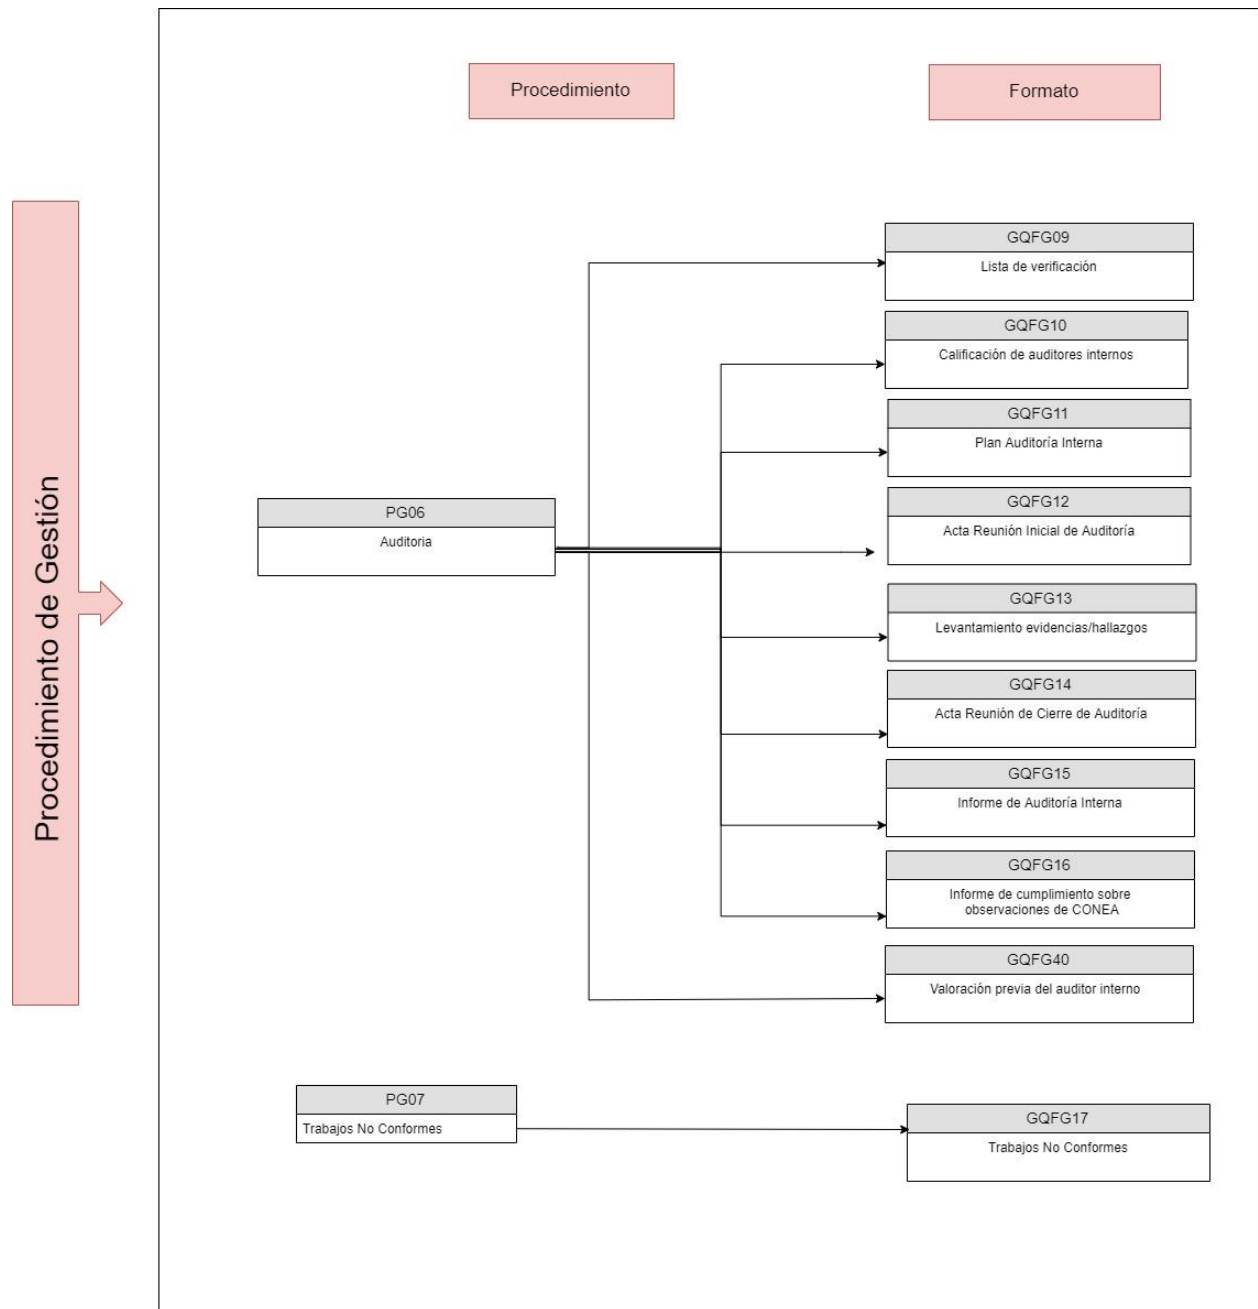 Procedimiento
Formato
Procedimiento de Gestión
GQFG09
Lista de verificación
GQFG10
Calificación de auditores internos
GQFG11
Plan Auditoría Interna
PG06
Auditoria
GQFG12
Acta Reunión Inicial de Auditoría
GQFG13
Levantamiento evidencias/hallazgos
GQFG14
Acta Reunión de Cierre de Auditoría
GQFG15
Informe de Auditoría Interna
GQFG16
Informe de cumplimiento sobre
observaciones de CONEA
GQFG40
Valoración previa del auditor interno
PG07
Trabajos No Conformes
GQFG17
Trabajos No Conformes